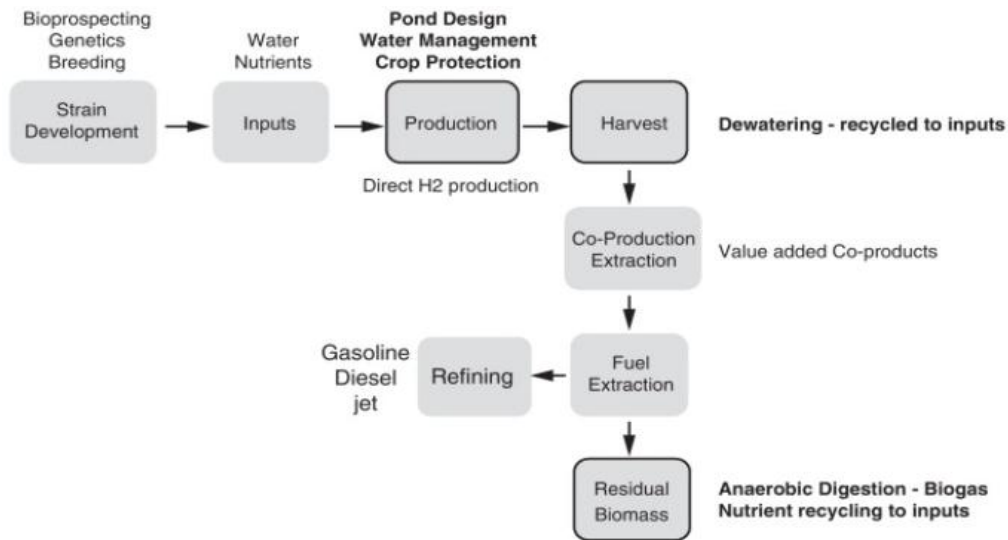 Bioprospecting
Genetics
Breeding
Water
Nutrients
Pond Design
Water Management
Crop Protection
Strain
Development
Inputs
Production
Harvest
Dewatering - recycled to inputs
Direct H2 production
Co-Production
Extraction
Value added Co-products
Gasoline
Diesel
jet
Refining
Fuel
Extraction
Residual
Biomass
Anaerobic Digestion - Biogas
Nutrient recycling to inputs